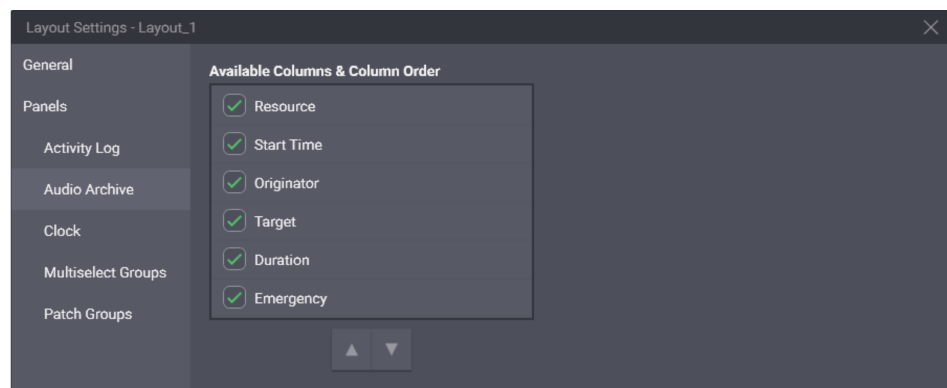 Layout Settings - Layout_1
General
Panels
Activity Log
Audio Archive
Clock
Multiselect Groups
Patch Groups
Available Columns & Column Order
Resource
Start Time
Originator
Target
Duration
Emergency